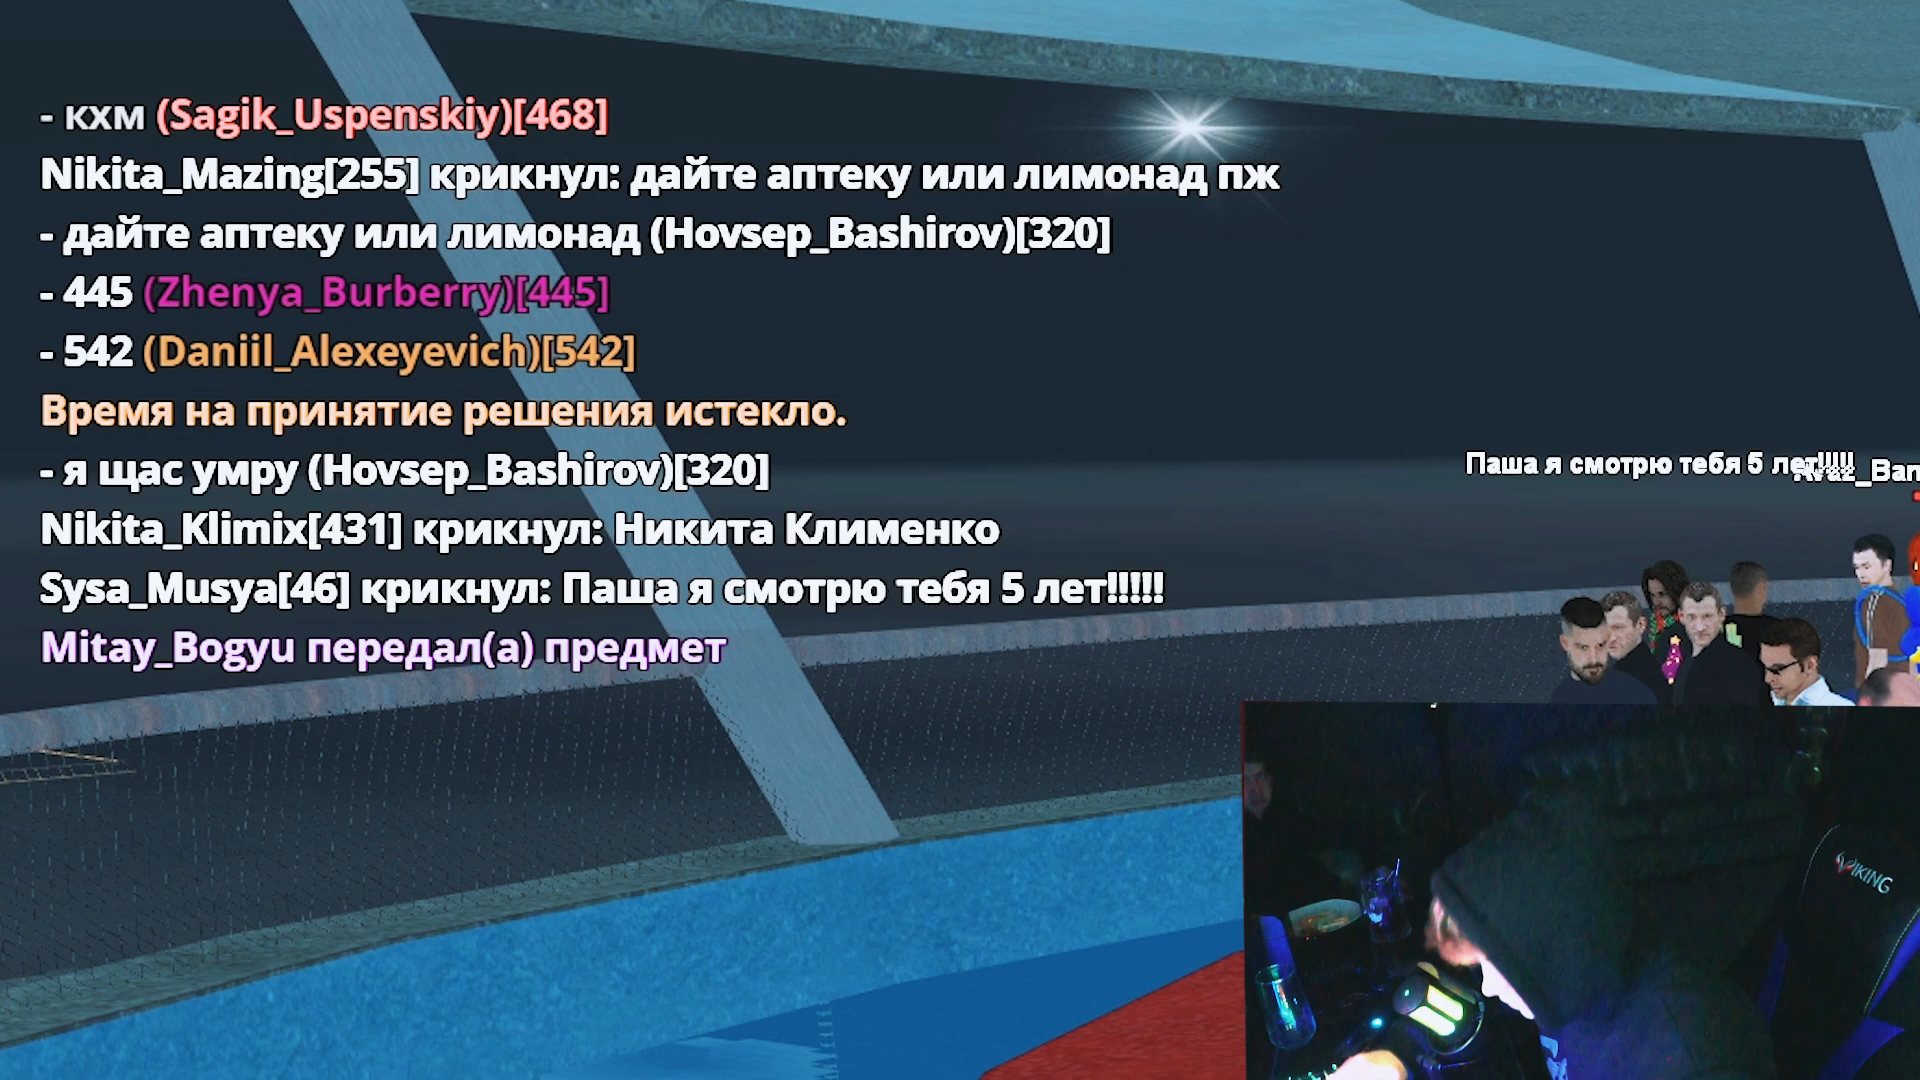 - кхм (Sagik_Uspenskiy)[468]
Nikita_Mazing[255] крикнул: дайте аптеку или лимонад пж
- дайте аптеку или лимонад (Hovsep_Bashirov)[320]
- 445 (Zhenya_Burberry)[445]
- 542 (Daniil_Alexeyevich)[542]
Время на принятие решения истекло.
- я щас умру (Hovsep_Bashirov)[320]
Nikita_Klimix[431] крикнул: Никита Клименко
Sysa_Musya[46] крикнул: Паша я смотрю тебя 5 лет!!!!!
Mitay_Bogyu передал(а) предмет
Паша я смотрю тебя 5 лет!!!!!
VIKING